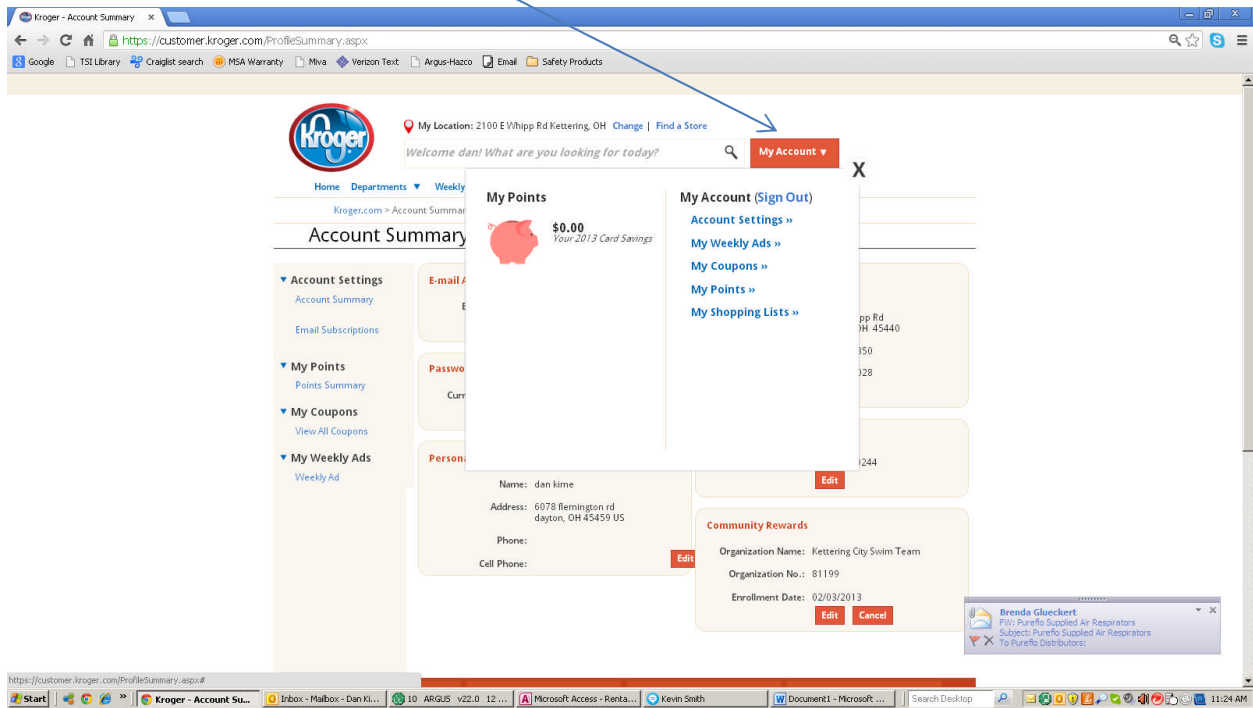 Kroger - Account Summary
https://customer.kroger.com/ProfileSummary.aspx
Google TSI Library Craiglist search MSA Warranty Miva Verizon Text Argus-Hazco Email Safety Products
Kroger
My Location: 2100 E Whipp Rd Kettering, OH Change | Find a Store
Welcome dan! What are you looking for today?
My Account ▼
X
Home Departments ▼ Weekly
Kroger.com > Account Summar
Account Summary
My Points
$0.00
Your 2013 Card Savings
My Account (Sign Out)
Account Settings »
My Weekly Ads »
My Coupons »
My Points »
My Shopping Lists »
Account Settings
Account Summary
Email Subscriptions
My Points
Points Summary
My Coupons
View All Coupons
My Weekly Ads
Weekly Ad
E-mail A
E
Passwo
Curr
Persona
Name: dan kime
Address: 6078 flemington rd
dayton, OH 45459 US
Phone:
Cell Phone:
Edit
pp Rd
OH 45440
350
028
0244
Edit
Community Rewards
Organization Name: Kettering City Swim Team
Organization No.: 81199
Enrollment Date: 02/03/2013
Edit Cancel
Brenda Glueckert
FW: Pureflo Supplied Air Respirators
Subject: Pureflo Supplied Air Respirators
To Pureflo Distributors:
https://customer.kroger.com/ProfileSummary.aspx#
Start » Kroger - Account Su... Inbox - Mailbox - Dan Ki... 10 ARGUS v22.0 12 ... Microsoft Access - Renta... Kevin Smith Document1 - Microsoft ... Search Desktop 11:24 AM